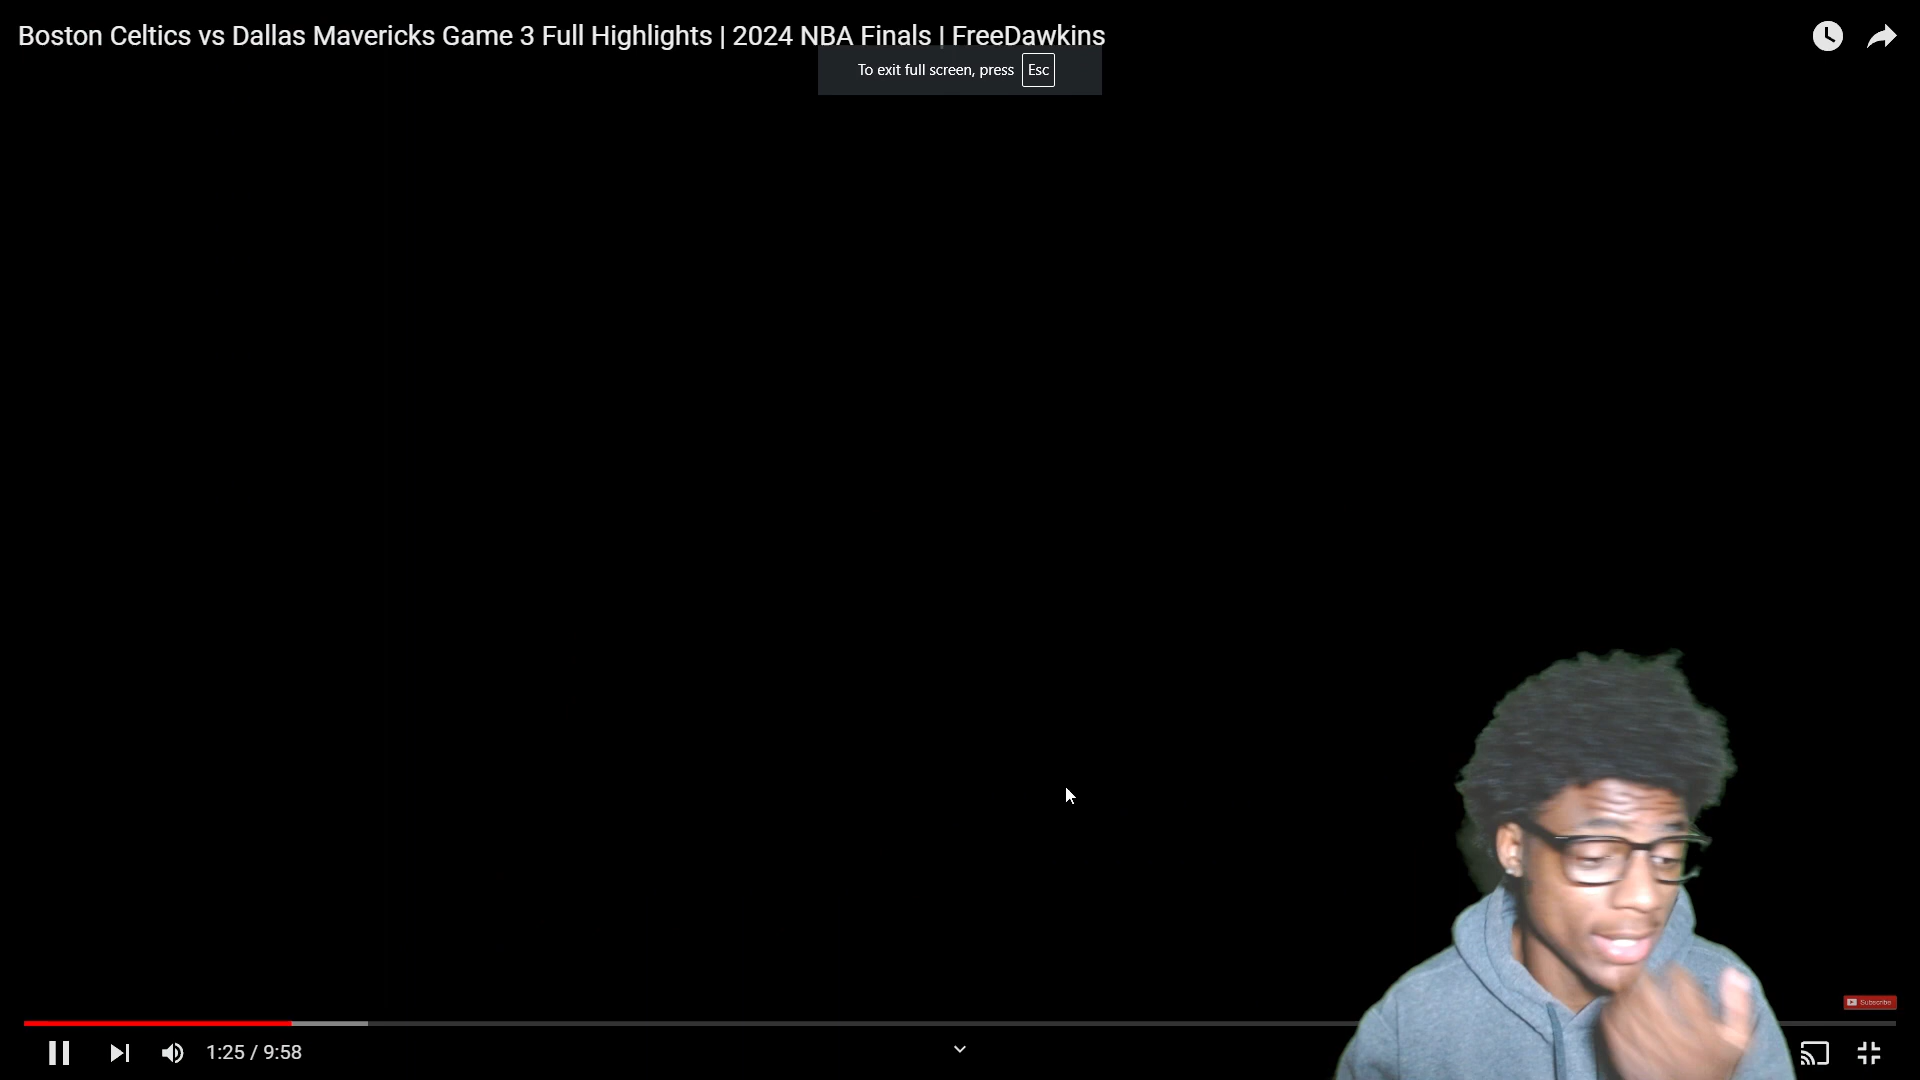 Boston Celtics vs Dallas Mavericks Game 3 Full Highlights | 2024 NBA Finals | FreeDawkins
To exit full screen, press Esc
Subscribe
1:25 / 9:58